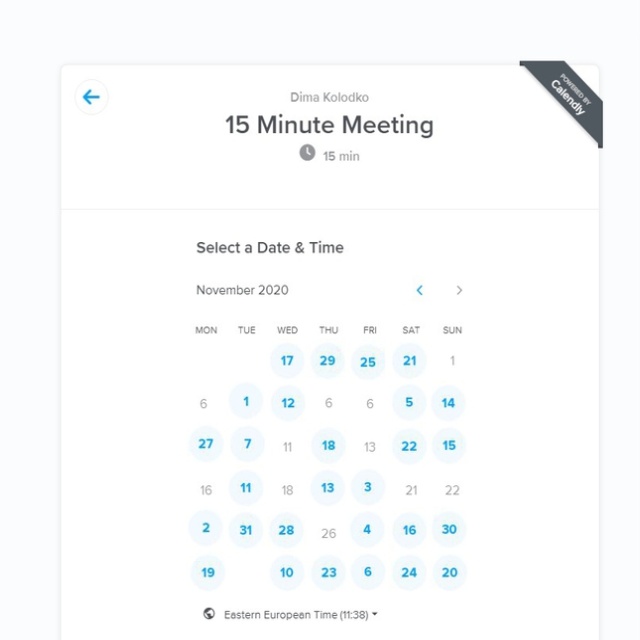 POWERED BY
Calendly
Dima Kolodko
15 Minute Meeting
15 min
Select a Date & Time
November 2020
MON TUE WED THU FRI SAT SUN
17 29 25 21 1
6 1 12 6 6 5 14
27 7 11 18 13 22 15
16 11 18 13 3 21 22
2 31 28 26 4 16 30
19 10 23 6 24 20
Eastern European Time (11:38)